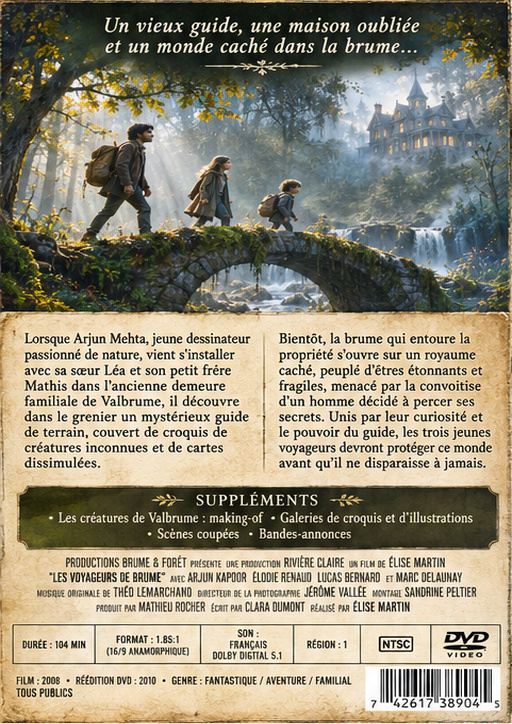 Un vieux guide, une maison oubliée
et un monde caché dans la brume...
Lorsque Arjun Mehta, jeune dessinateur
passionné de nature, vient s'installer
avec sa sœur Léa et son petit frére
Mathis dans l'ancienne demeure
familiale de Valbrume, il découvre
dans le grenier un mystérieux guide
de terrain, couvert de croquis de
créatures inconnues et de cartes
dissimulées.
Bientôt, la brume qui entoure la
propriété s'ouvre sur un royaume
caché, peuplé d'êtres étonnants et
fragiles, menacé par la convoitise
d'un homme décidé à percer ses
secrets. Unis par leur curiosité et
le pouvoir du guide, les trois jeunes
voyageurs devront protéger ce monde
avant qu'il ne disparaisse à jamais.
SUPPLÉMENTS
• Les créatures de Valbrume : making-of • Galeries de croquis et d'illustrations
• Scènes coupées • Bandes-annonces
PRODUCTIONS BRUME & FORÊT PRÉSENTE UNE PRODUCTION RIVIÈRE CLAIRE UN FILM DE ÉLISE MARTIN
"LES VOYAGEURS DE BRUME" AVEC ARJUN KAPOOR ÉLODIE RENAUD LUCAS BERNARD ET MARC DELAUNAY
MUSIQUE ORIGINALE DE THÉO LEMARCHAND DIRECTEUR DE LA PHOTOGRAPHIE JÉRÔME VALLÉE MONTAGE SANDRINE PELTIER
PRODUIT PAR MATHIEU ROCHER ÉCRIT PAR CLARA DUMONT RÉALISÉ PAR ÉLISE MARTIN
DURÉE : 104 MIN
FORMAT : 1.85:1
(16/9 ANAMORPHIQUE)
SON :
FRANÇAIS
DOLBY DIGITAL 5.1
RÉGION : 1
NTSC
DVD
VIDEO
FILM : 2008 • RÉÉDITION DVD : 2010 • GENRE : FANTASTIQUE / AVENTURE / FAMILIAL
TOUS PUBLICS
7 42617 38904 5